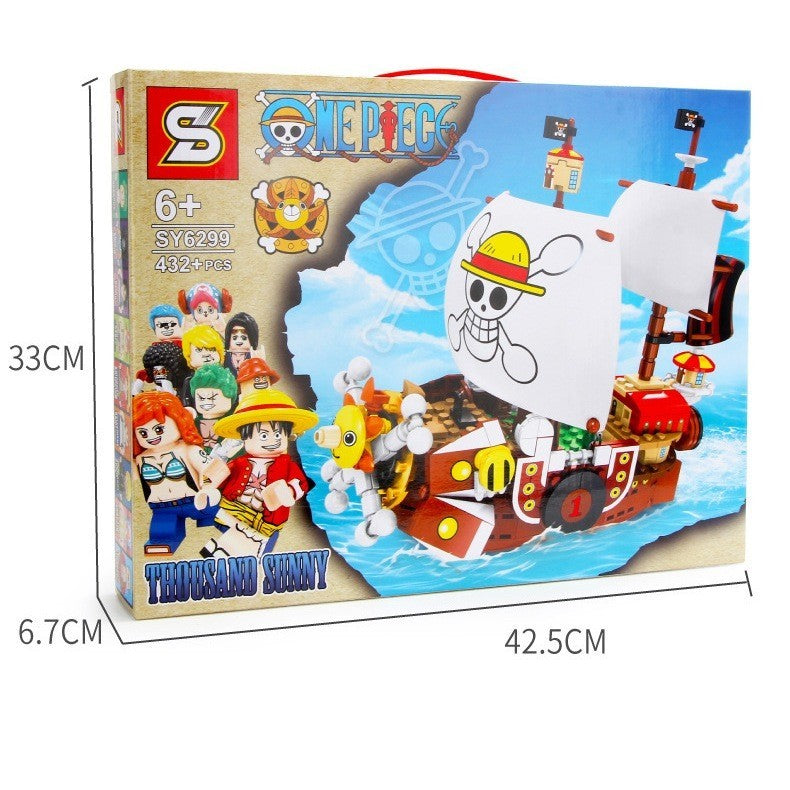 S
ONE PIECE
6+
SY6299
432+PCS
33CM
1
THOUSAND SUNNY
6.7CM
42.5CM